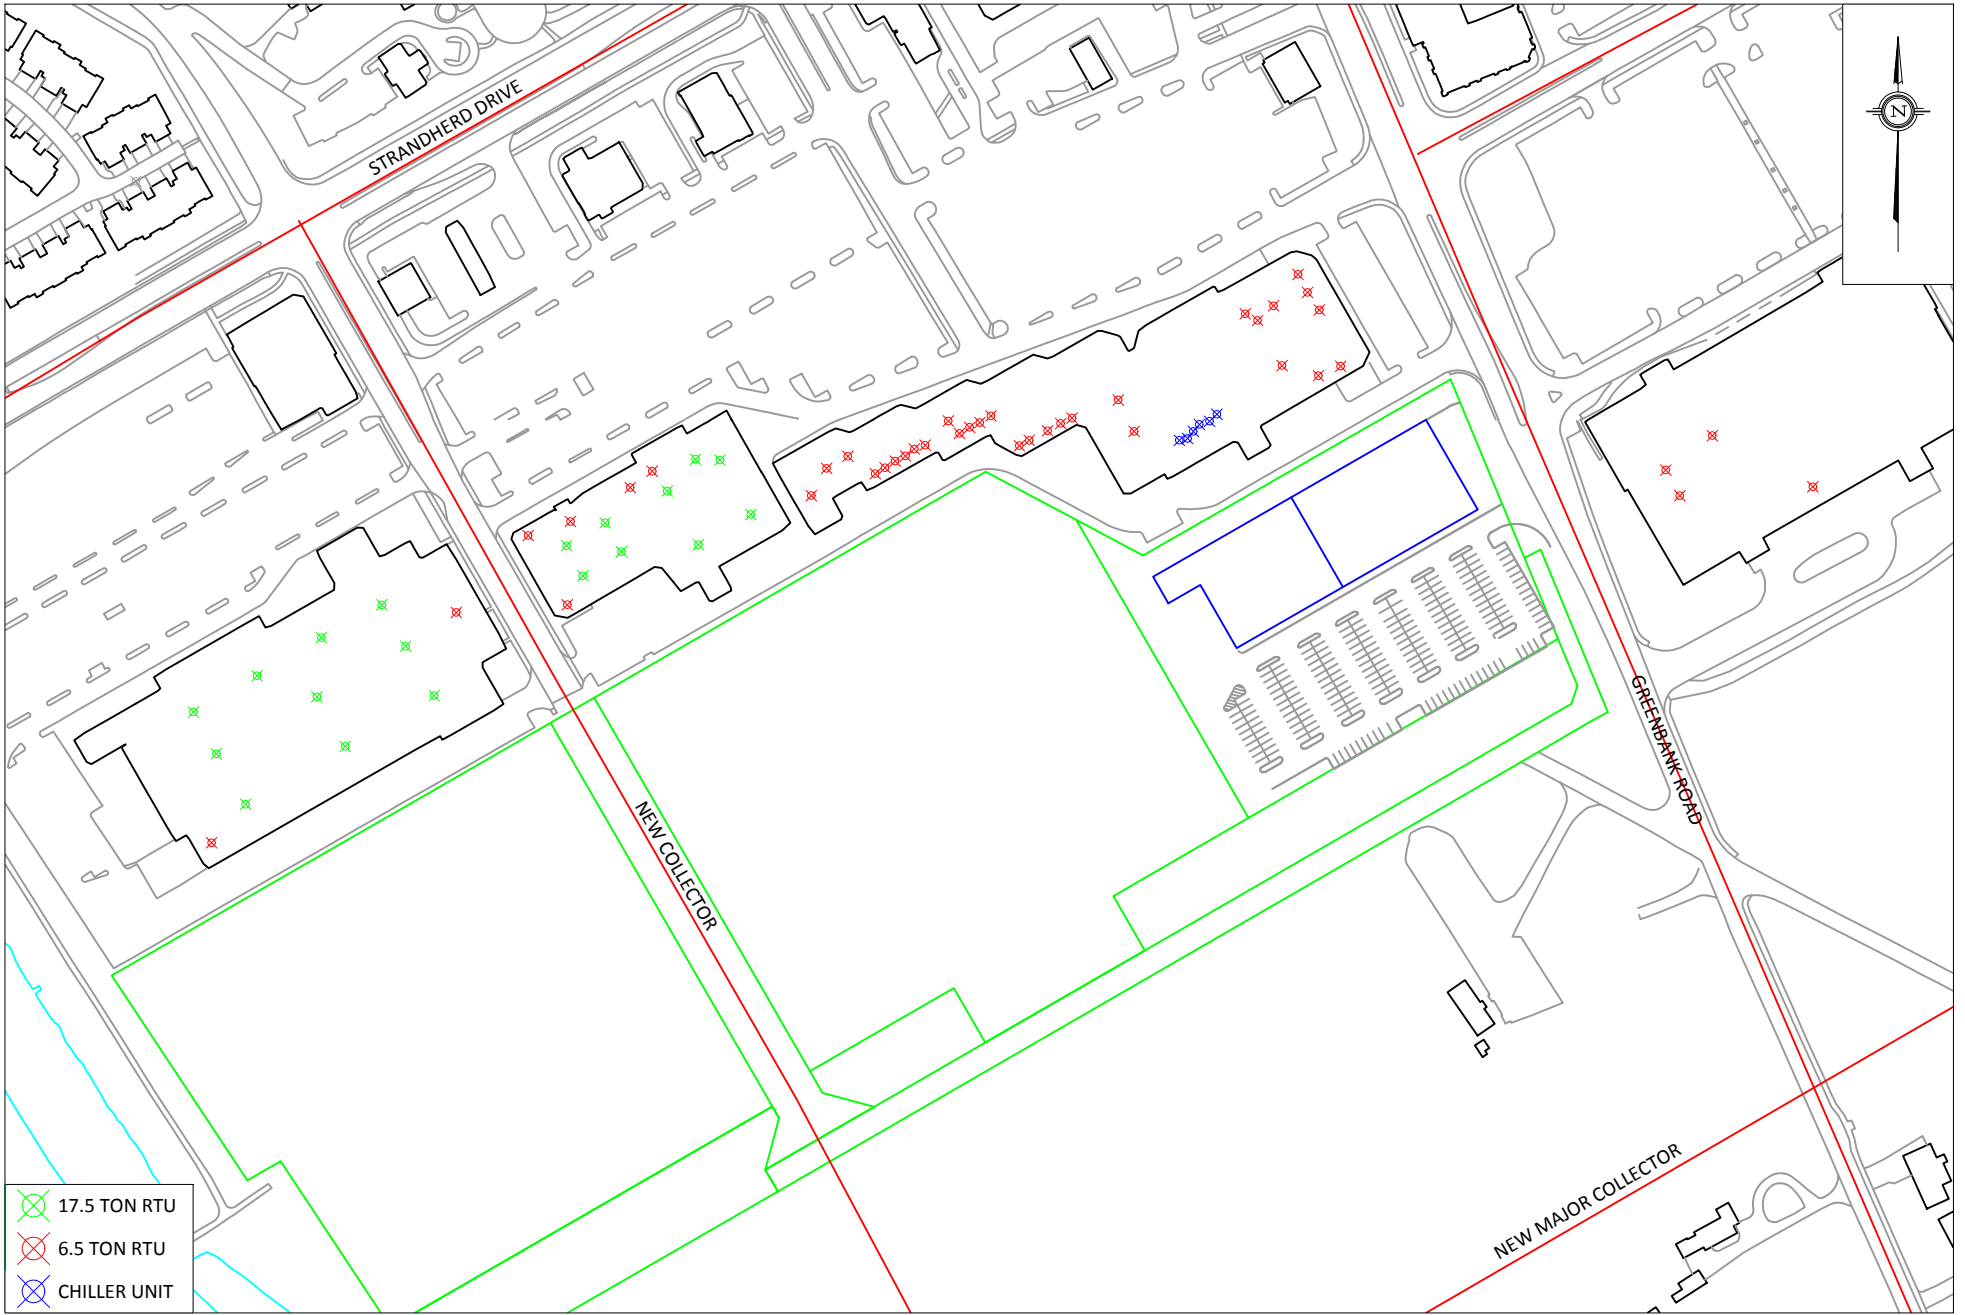 STRANDHERD DRIVE
N
GREENBANK ROAD
NEW COLLECTOR
NEW MAJOR COLLECTOR
17.5 TON RTU
6.5 TON RTU
CHILLER UNIT